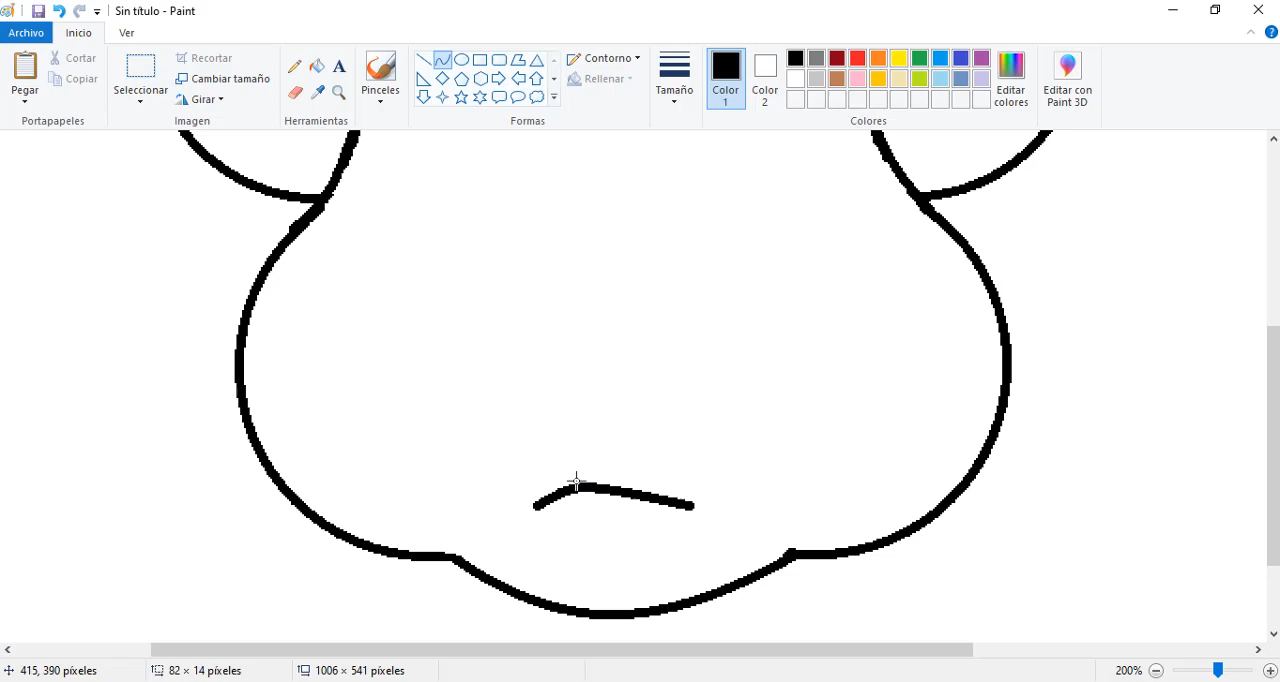 Sin título - Paint
Archivo Inicio Ver
Pegar
Cortar
Copiar
Portapapeles
Seleccionar
Recortar
Cambiar tamaño
Girar
Imagen
A
Herramientas
Pinceles
Contorno
Rellenar
Formas
Tamaño
Color 1
Color 2
Editar colores
Colores
Editar con Paint 3D
?
415, 390 píxeles 82 × 14 píxeles 1006 × 541 píxeles 200%